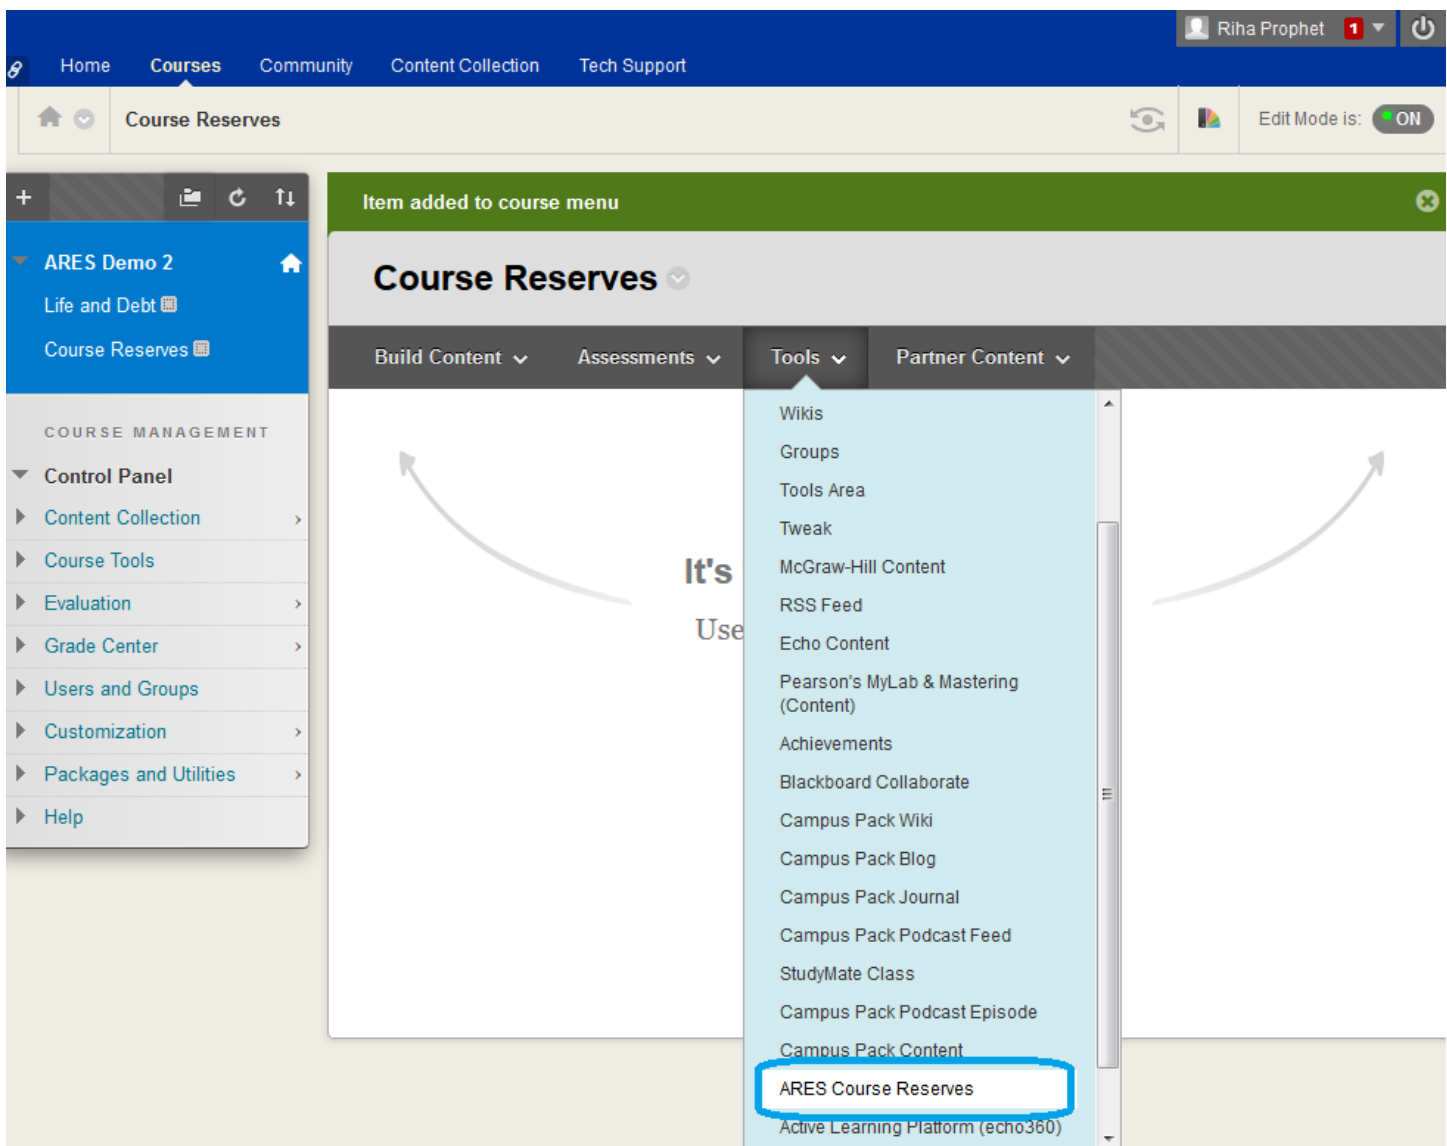 Riha Prophet 1
Home Courses Community Content Collection Tech Support
Course Reserves
Edit Mode is: ON
Item added to course menu
ARES Demo 2
Life and Debt
Course Reserves
COURSE MANAGEMENT
Control Panel
Content Collection
Course Tools
Evaluation
Grade Center
Users and Groups
Customization
Packages and Utilities
Help
Course Reserves
Build Content Assessments Tools Partner Content
It's
Use
Wikis
Groups
Tools Area
Tweak
McGraw-Hill Content
RSS Feed
Echo Content
Pearson's MyLab & Mastering
(Content)
Achievements
Blackboard Collaborate
Campus Pack Wiki
Campus Pack Blog
Campus Pack Journal
Campus Pack Podcast Feed
StudyMate Class
Campus Pack Podcast Episode
Campus Pack Content
ARES Course Reserves
Active Learning Platform (echo360)